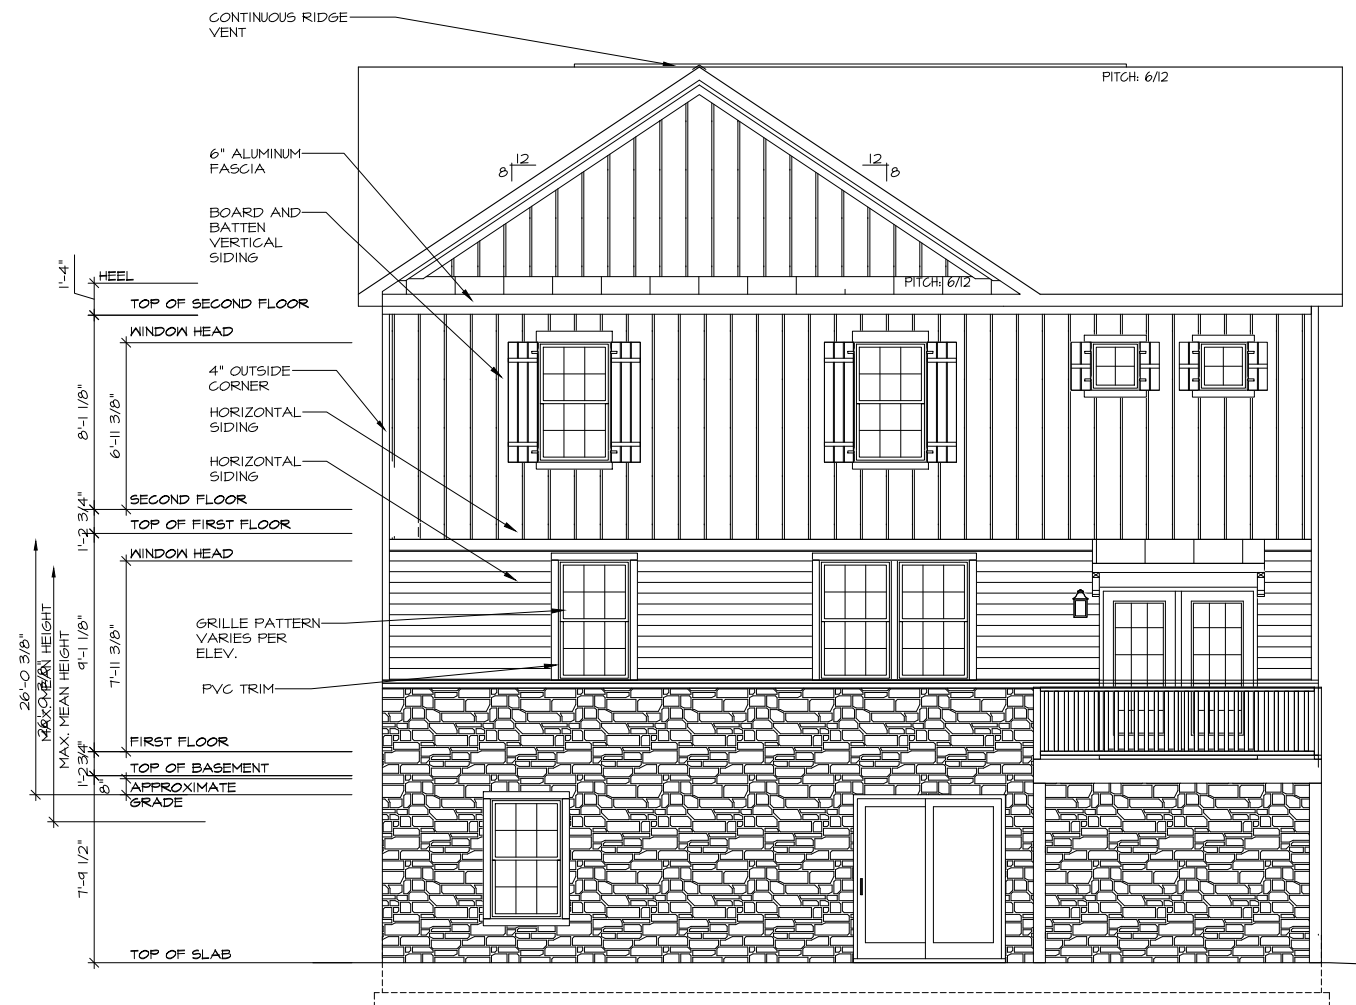 CONTINUOUS RIDGE
VENT
PITCH: 6/12
6" ALUMINUM
FASCIA
12
8
12
8
BOARD AND
BATTEN
VERTICAL
SIDING
1'-4"
HEEL
PITCH: 6/12
TOP OF SECOND FLOOR
WINDOW HEAD
4" OUTSIDE
CORNER
8'-1 1/8"
6'-11 3/8"
HORIZONTAL
SIDING
HORIZONTAL
SIDING
SECOND FLOOR
1'-2 3/4"
TOP OF FIRST FLOOR
WINDOW HEAD
GRILLE PATTERN
VARIES PER
ELEV.
9'-1 1/8"
7'-11 3/8"
26'-0 3/8"
MAX. MEAN HEIGHT
MAX. MEAN HEIGHT
PVC TRIM
FIRST FLOOR
1'-2 3/4"
TOP OF BASEMENT
8"
APPROXIMATE
GRADE
7'-9 1/2"
TOP OF SLAB